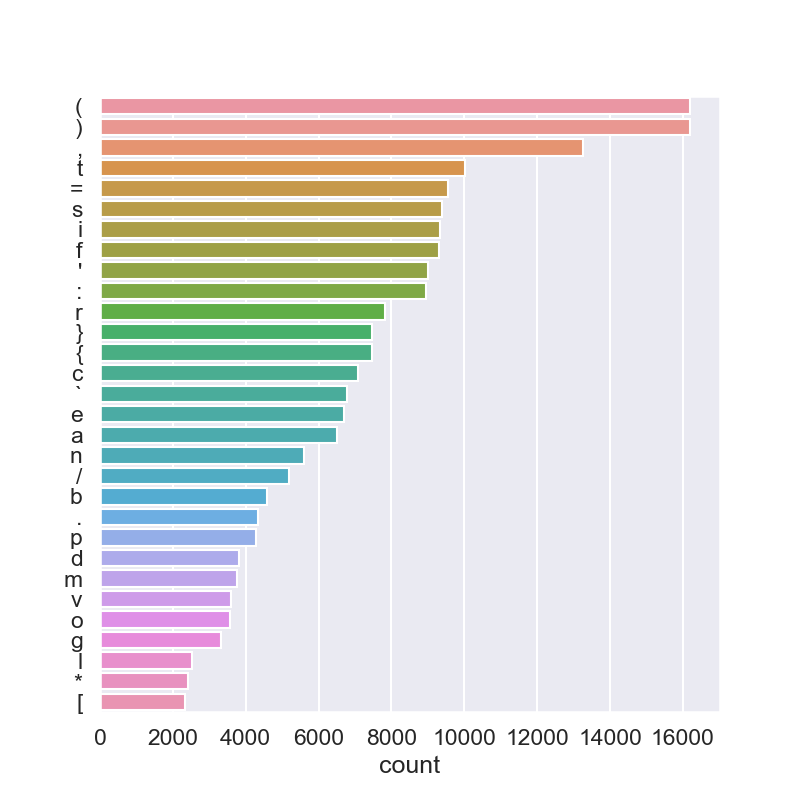 (
)
,
t
=
s
i
f
'
:
r
}
{
c
`
e
a
n
/
b
.
p
d
m
v
o
g
l
*
[
0 2000 4000 6000 8000 10000 12000 14000 16000
count